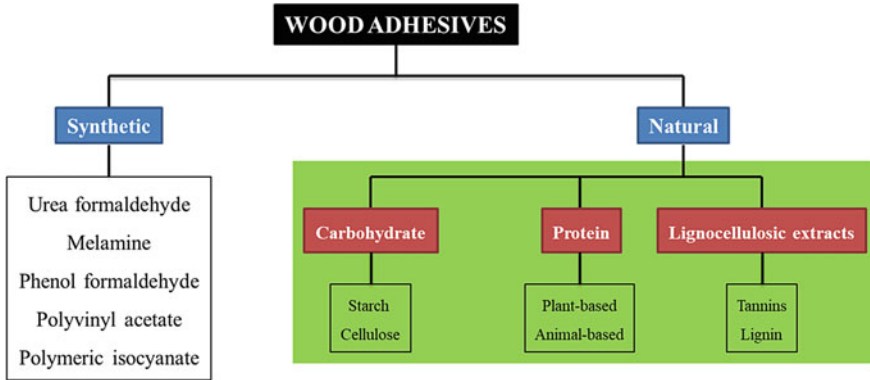 WOOD ADHESIVES
Synthetic
Natural
Urea formaldehyde
Melamine
Phenol formaldehyde
Polyvinyl acetate
Polymeric isocyanate
Carbohydrate
Protein
Lignocellulosic extracts
Starch
Cellulose
Plant-based
Animal-based
Tannins
Lignin